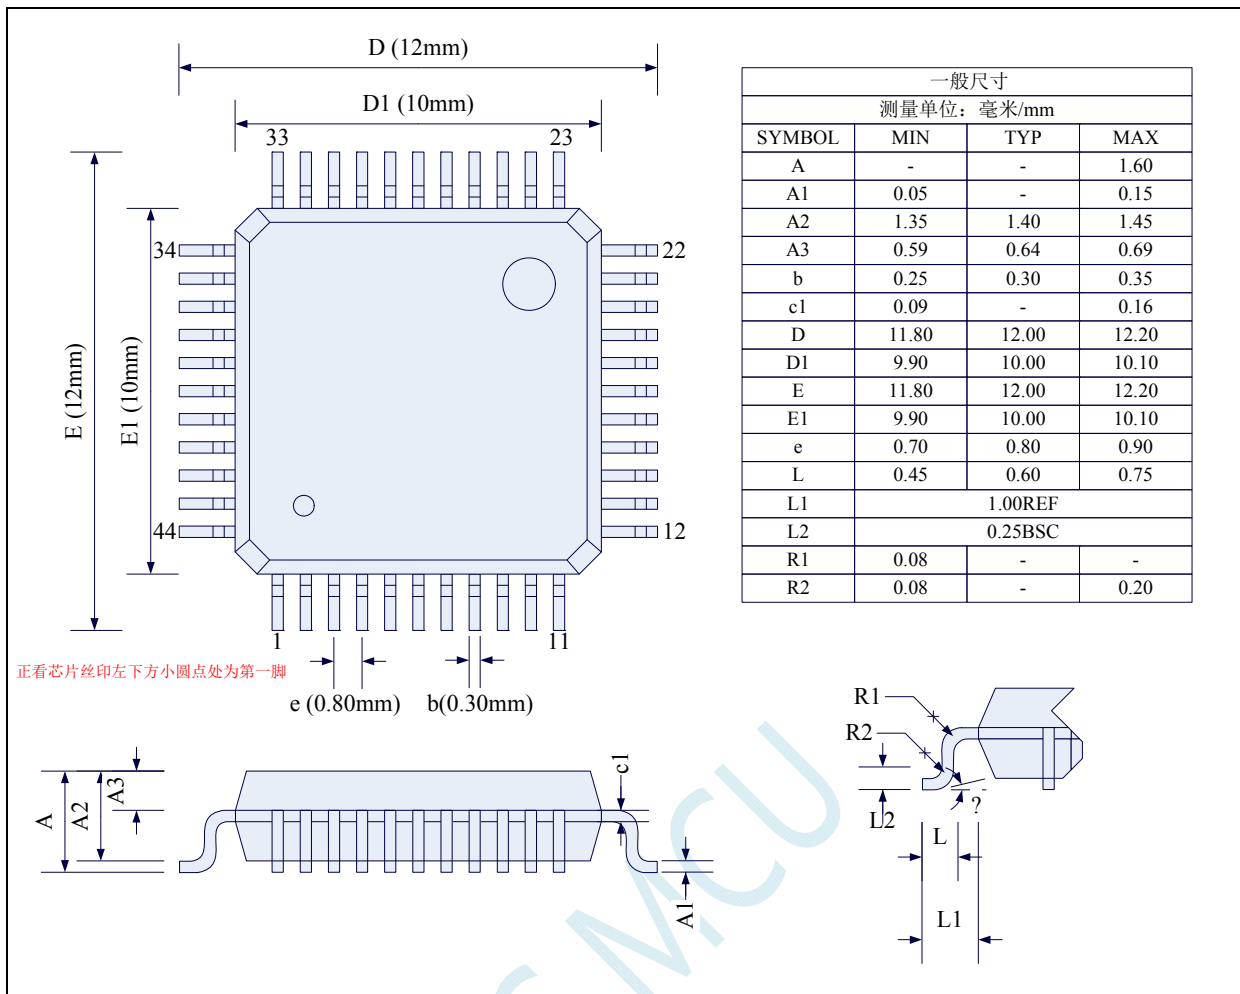 D (12mm)
D1 (10mm)
33
23
34
22
E (12mm)
E1 (10mm)
44
12
1
11
正看芯片丝印左下方小圆点处为第一脚
e (0.80mm)
b(0.30mm)
一般尺寸
测量单位：毫米/mm
SYMBOL MIN TYP MAX
A - - 1.60
A1 0.05 - 0.15
A2 1.35 1.40 1.45
A3 0.59 0.64 0.69
b 0.25 0.30 0.35
c1 0.09 - 0.16
D 11.80 12.00 12.20
D1 9.90 10.00 10.10
E 11.80 12.00 12.20
E1 9.90 10.00 10.10
e 0.70 0.80 0.90
L 0.45 0.60 0.75
L1 1.00REF
L2 0.25BSC
R1 0.08 - -
R2 0.08 - 0.20
A
A2
A3
c1
A1
R1
R2
L2
?
L
L1
MCU